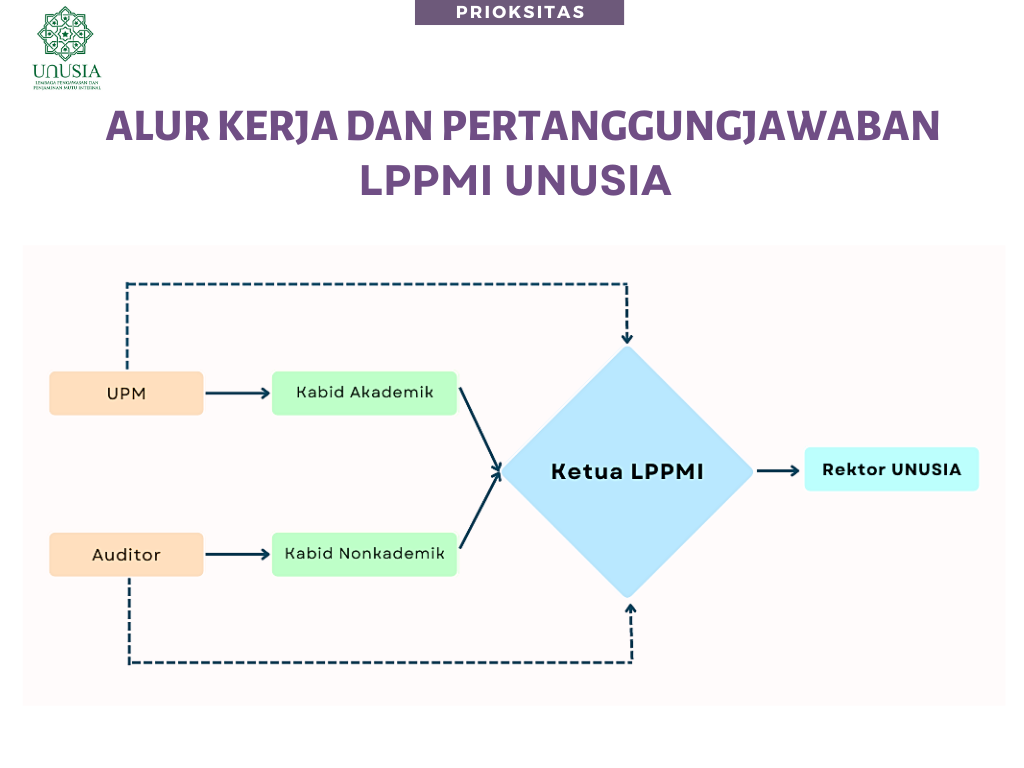 PRIOKSITAS
UNUSIA
LEMBAGA PENGAWASAN DAN
PENJAMINAN MUTU INTERNAL
ALUR KERJA DAN PERTANGGUNGJAWABAN
LPPMI UNUSIA
UPM
Kabid Akademik
Ketua LPPMI
Rektor UNUSIA
Auditor
Kabid Nonkademik